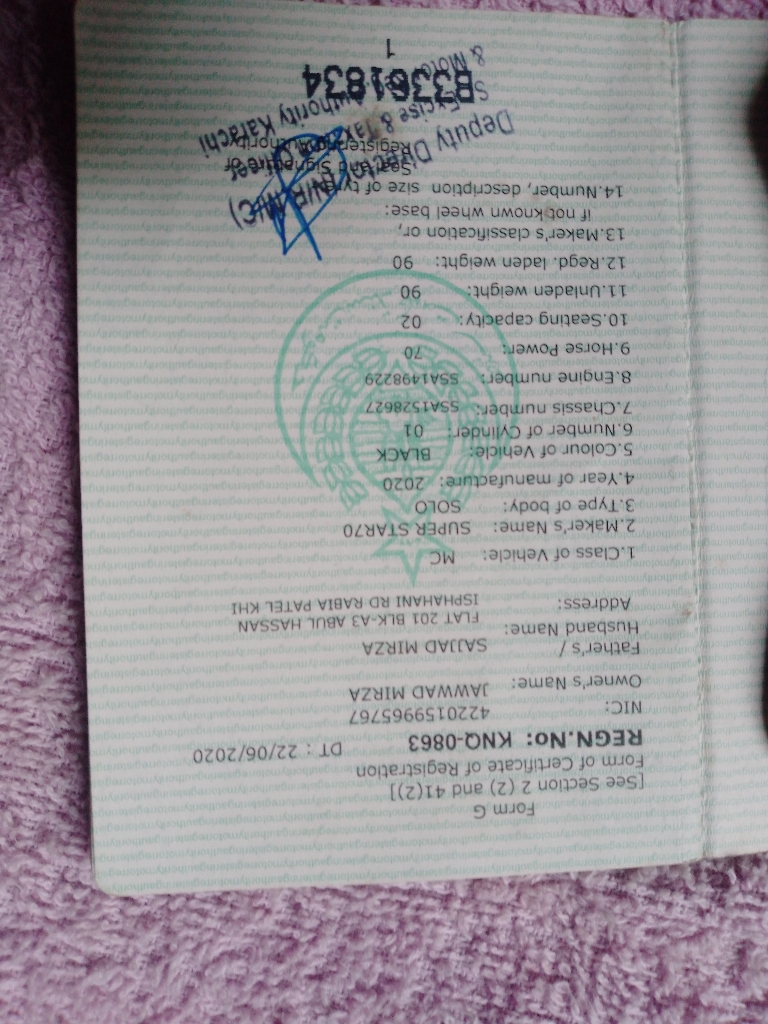 Form G
[See Section 2 (2) and 41(2)]
Form of Certificate of Registration
REGN.No: KNQ-0863 DT : 22/06/2020
NIC: 4220159965767
Owner's Name: JAWWAD MIRZA
Father's / SAJJAD MIRZA
Husband Name:
FLAT 201 BLK-A3 ABUL HASSAN
Address: ISPHAHANI RD RABIA PATEL KHI
1.Class of Vehicle: MC
2.Maker's Name: SUPER STAR70
3.Type of body: SOLO
4.Year of manufacture: 2020
5.Colour of Vehicle: BLACK
6.Number of Cylinder: 01
7.Chassis number: SSA1528627
8.Engine number: SSA1498229
9.Horse Power: 70
10.Seating capacity: 02
11.Unladen weight: 90
12.Regd. laden weight: 90
13.Maker's classification or,
if not known wheel base:
14.Number, description size of tyre
Seal and Signature of
Registering Authority
Deputy Director
Excise & Tax
Authority Karachi
B3361834
1